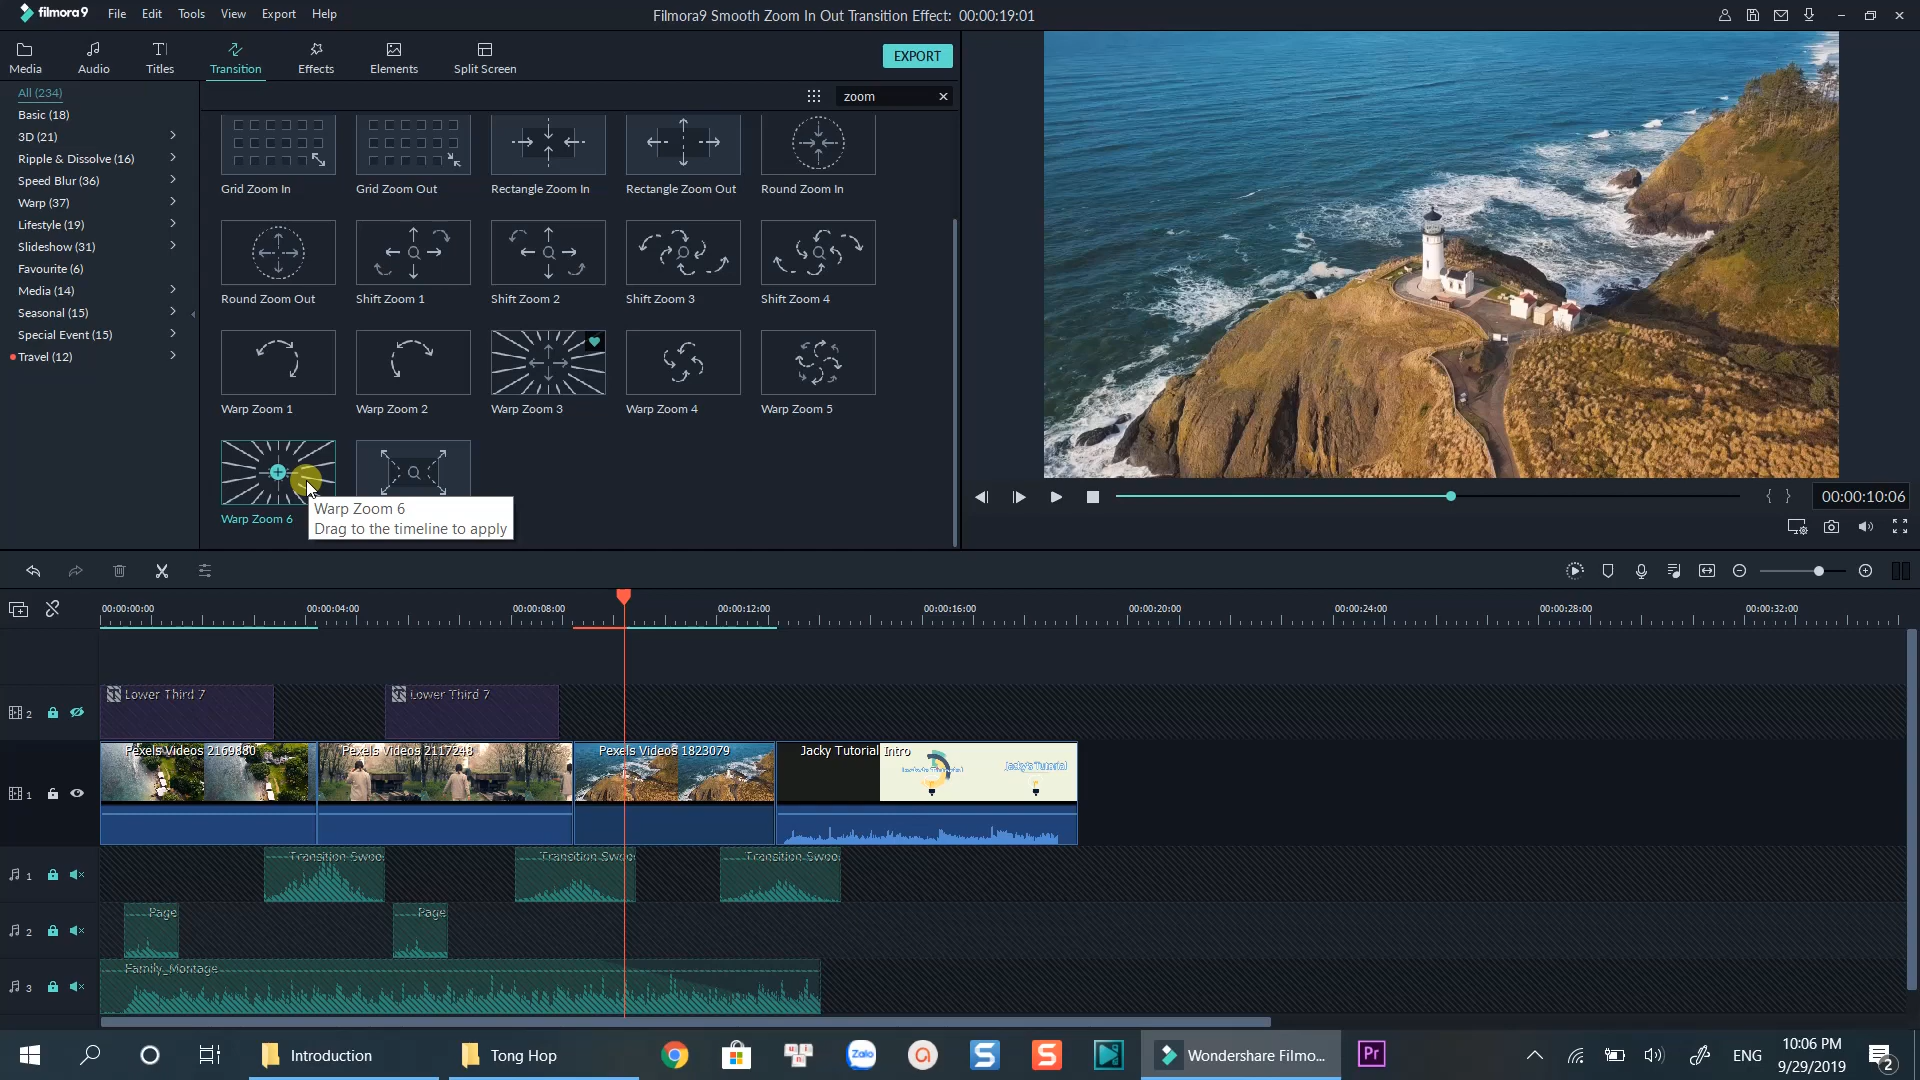 filmora9
File
Edit
Tools
View
Export
Help
Filmora9 Smooth Zoom In Out Transition Effect: 00:00:19:01
Media
Audio
Titles
Transition
Effects
Elements
Split Screen
EXPORT
All (234)
Basic (18)
3D (21)
Ripple & Dissolve (16)
Speed Blur (36)
Warp (37)
Lifestyle (19)
Slideshow (31)
Favourite (6)
Media (14)
Seasonal (15)
Special Event (15)
Travel (12)
zoom
Grid Zoom In
Grid Zoom Out
Rectangle Zoom In
Rectangle Zoom Out
Round Zoom In
Round Zoom Out
Shift Zoom 1
Shift Zoom 2
Shift Zoom 3
Shift Zoom 4
Warp Zoom 1
Warp Zoom 2
Warp Zoom 3
Warp Zoom 4
Warp Zoom 5
Warp Zoom 6
Warp Zoom 6
Drag to the timeline to apply
00:00:10:06
00:00:00:00
00:00:04:00
00:00:08:00
00:00:12:00
00:00:16:00
00:00:20:00
00:00:24:00
00:00:28:00
00:00:32:00
2
Lower Third 7
Lower Third 7
1
Pexels Videos 2169880
Pexels Videos 2117248
Pexels Videos 1823079
Jacky Tutorial Intro
Jacky's Tutorial
1
Transition Swoo
Transition Swoo
Transition Swoo
2
Page
Page
3
Family_Montage
Introduction
Tong Hop
Zalo
S
S
Wondershare Filmo...
Pr
ENG
10:06 PM
9/29/2019
2